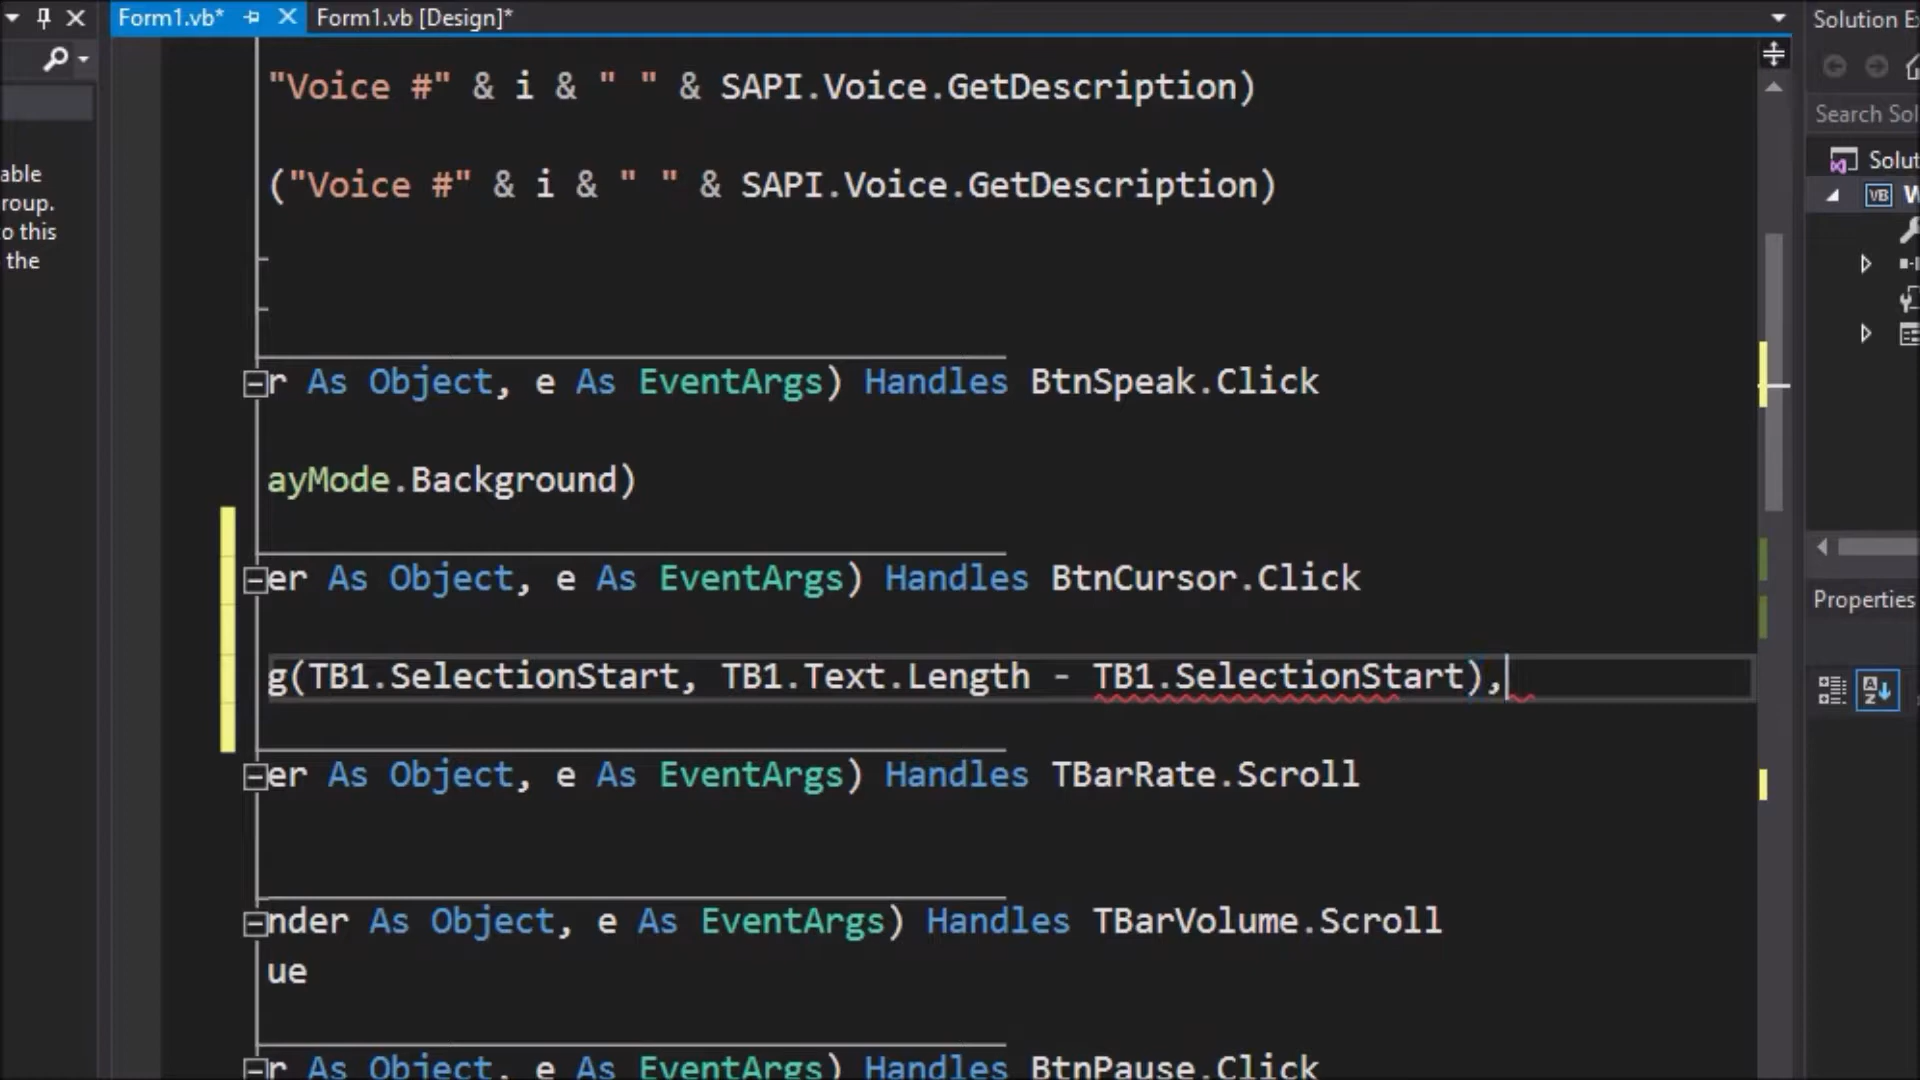 Form1.vb*
Form1.vb [Design]*
Solution E
Search Sol
able
roup.
o this
the
Solut
VB
"Voice #" & i & " " & SAPI.Voice.GetDescription)
("Voice #" & i & " " & SAPI.Voice.GetDescription)
r As Object, e As EventArgs) Handles BtnSpeak.Click
ayMode.Background)
er As Object, e As EventArgs) Handles BtnCursor.Click
g(TB1.SelectionStart, TB1.Text.Length - TB1.SelectionStart),
er As Object, e As EventArgs) Handles TBarRate.Scroll
nder As Object, e As EventArgs) Handles TBarVolume.Scroll
ue
r As Object, e As EventArgs) Handles BtnPause.Click
Properties